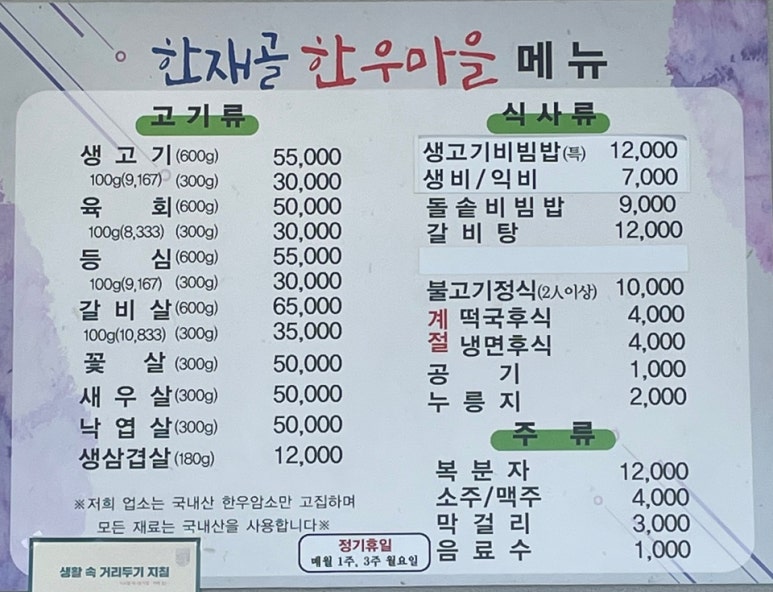 한재골 한우마을 메뉴
고기류
생고기(600g) 55,000
100g(9,167) (300g) 30,000
육회(600g) 50,000
100g(8,333) (300g) 30,000
등심(600g) 55,000
100g(9,167) (300g) 30,000
갈비살(600g) 65,000
100g(10,833) (300g) 35,000
꽃살(300g) 50,000
새우살(300g) 50,000
낙엽살(300g) 50,000
생삼겹살(180g) 12,000
※저희 업소는 국내산 한우암소만 고집하며
모든 재료는 국내산을 사용합니다※
식사류
생고기비빔밥(특) 12,000
생비/익비 7,000
돌솥비빔밥 9,000
갈비탕 12,000
불고기정식(2人이상) 10,000
계절
떡국후식 4,000
냉면후식 4,000
공기 1,000
누릉지 2,000
주류
복분자 12,000
소주/맥주 4,000
막걸리 3,000
음료수 1,000
정기휴일
매월 1주, 3주 월요일
생활 속 거리두기 지침